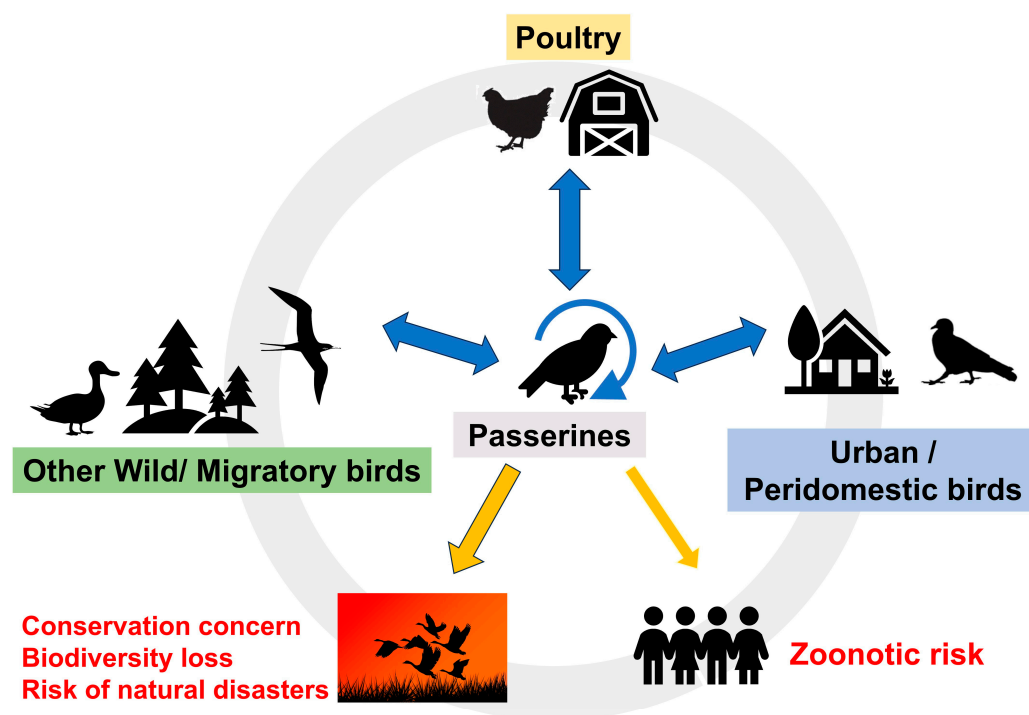 Poultry
Passerines
Other Wild/ Migratory birds
Urban /
Peridomestic birds
Conservation concern
Biodiversity loss
Risk of natural disasters
Zoonotic risk